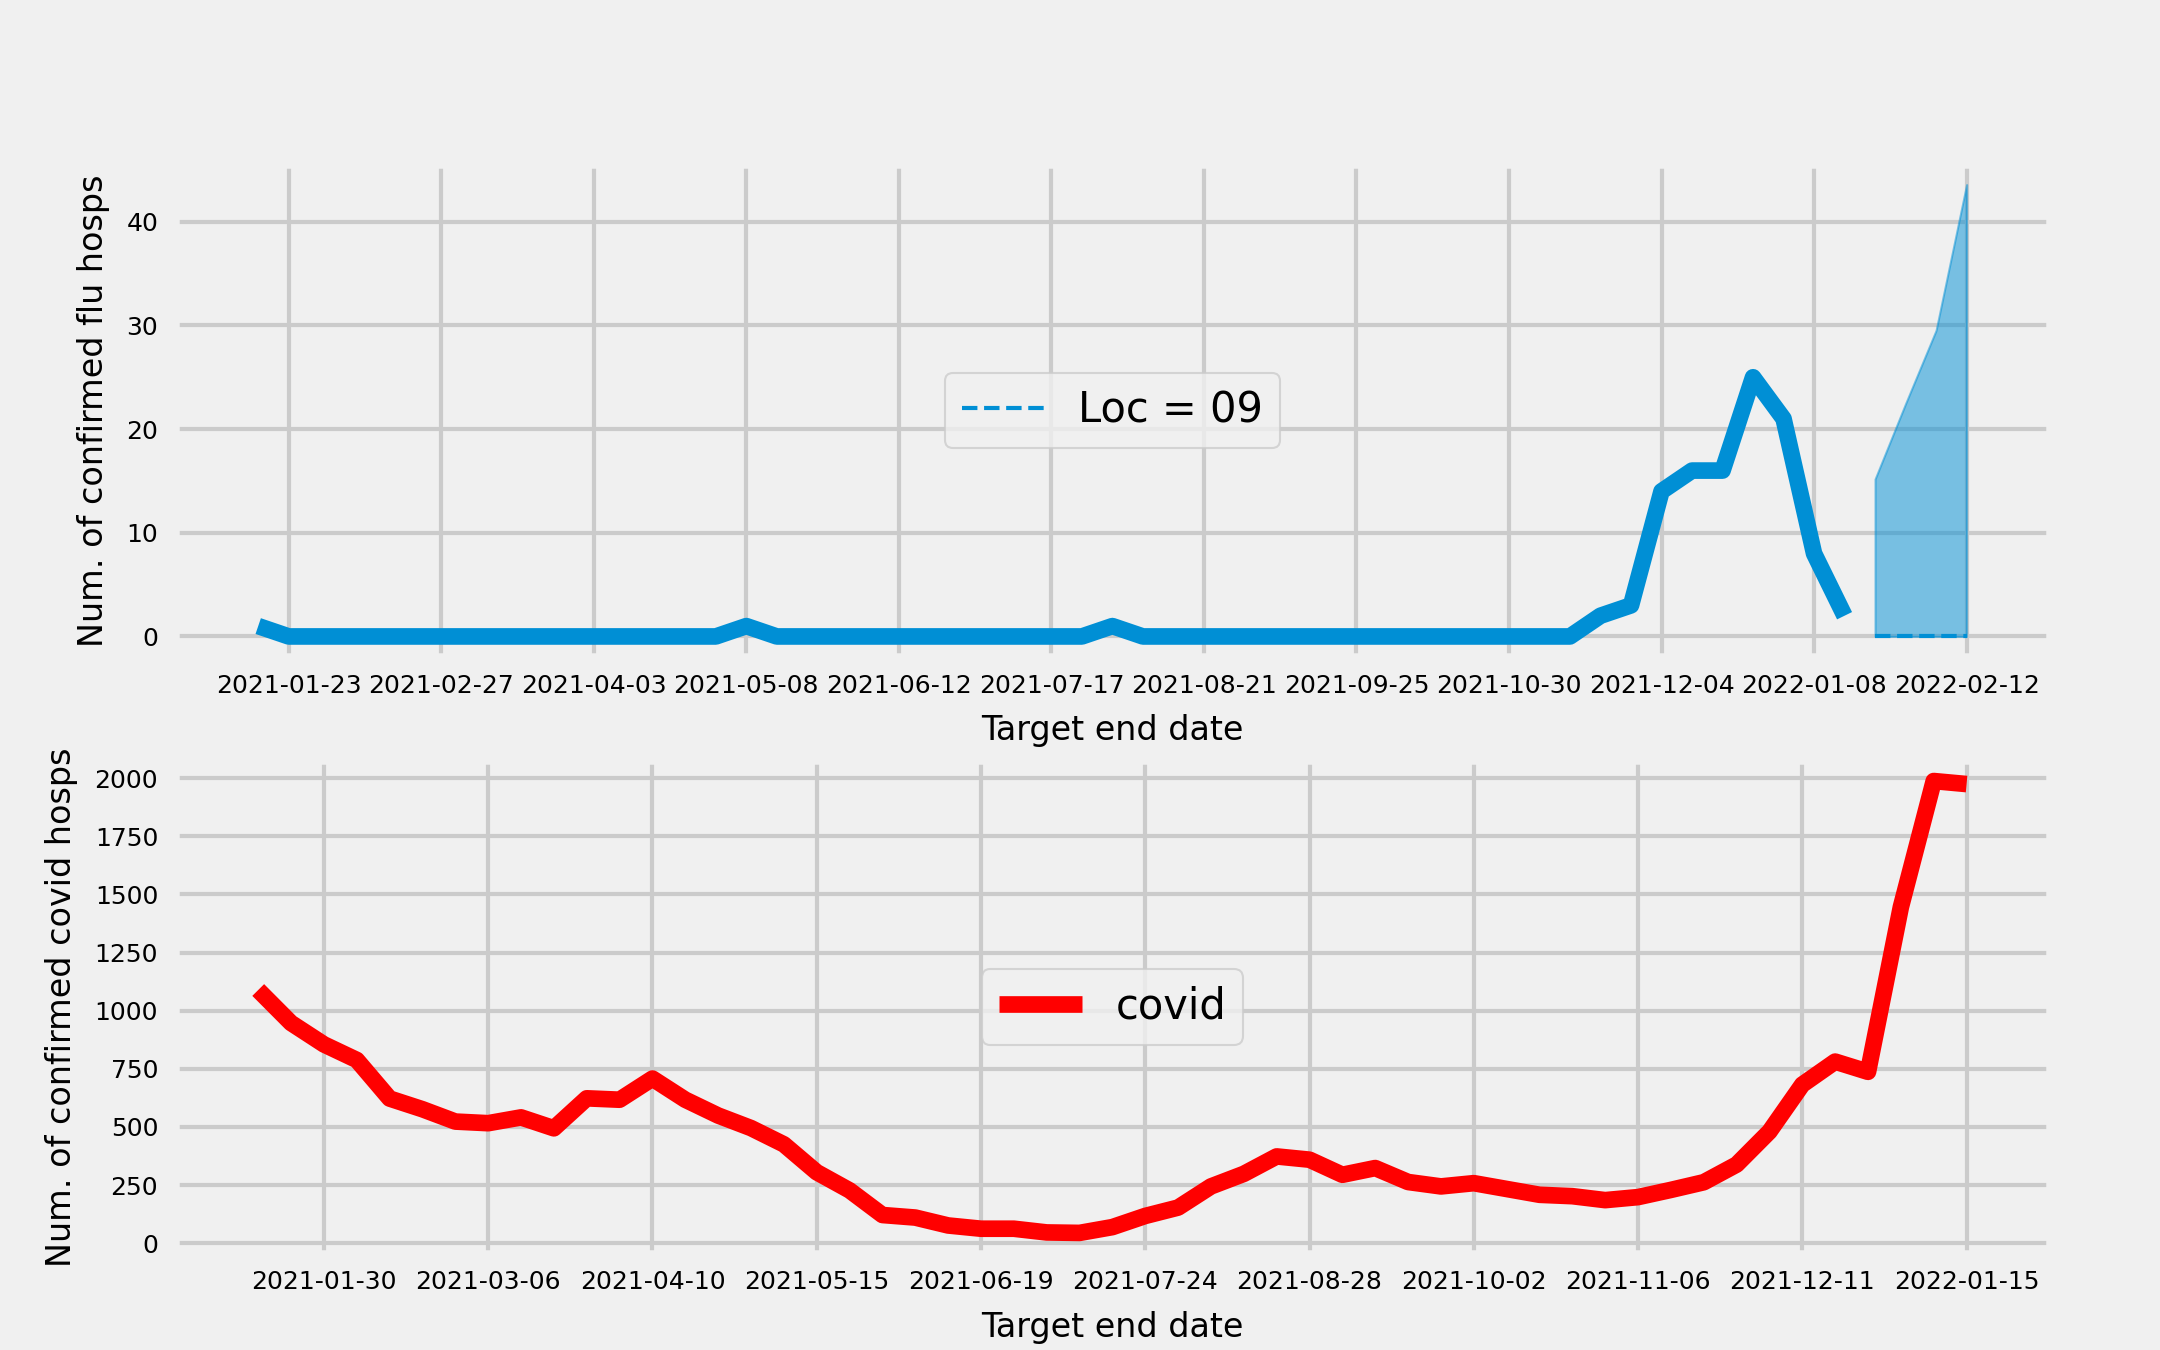 Num. of confirmed flu hosps
40
30
20
10
0
Loc = 09
2021-01-23 2021-02-27 2021-04-03 2021-05-08 2021-06-12 2021-07-17 2021-08-21 2021-09-25 2021-10-30 2021-12-04 2022-01-08 2022-02-12
Target end date
Num. of confirmed covid hosps
2000
1750
1500
1250
1000
750
500
250
0
covid
2021-01-30 2021-03-06 2021-04-10 2021-05-15 2021-06-19 2021-07-24 2021-08-28 2021-10-02 2021-11-06 2021-12-11 2022-01-15
Target end date